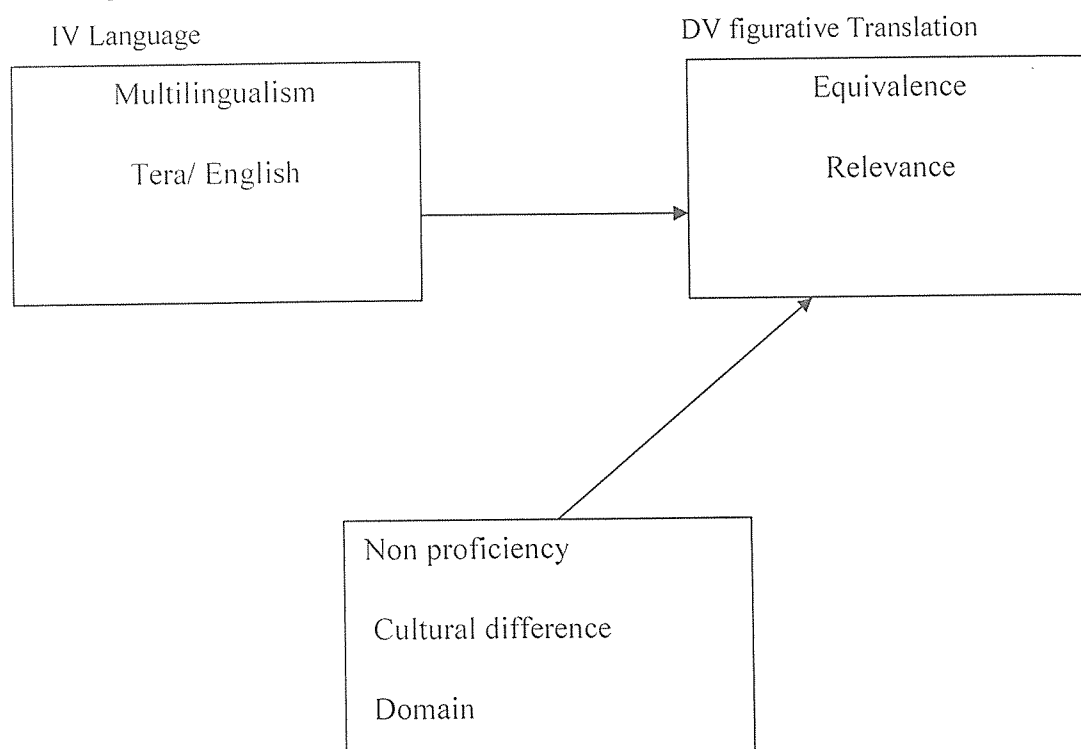 IV Language
DV figurative Translation
Multilingualism
Tera/ English
Equivalence
Relevance
Non proficiency
Cultural difference
Domain